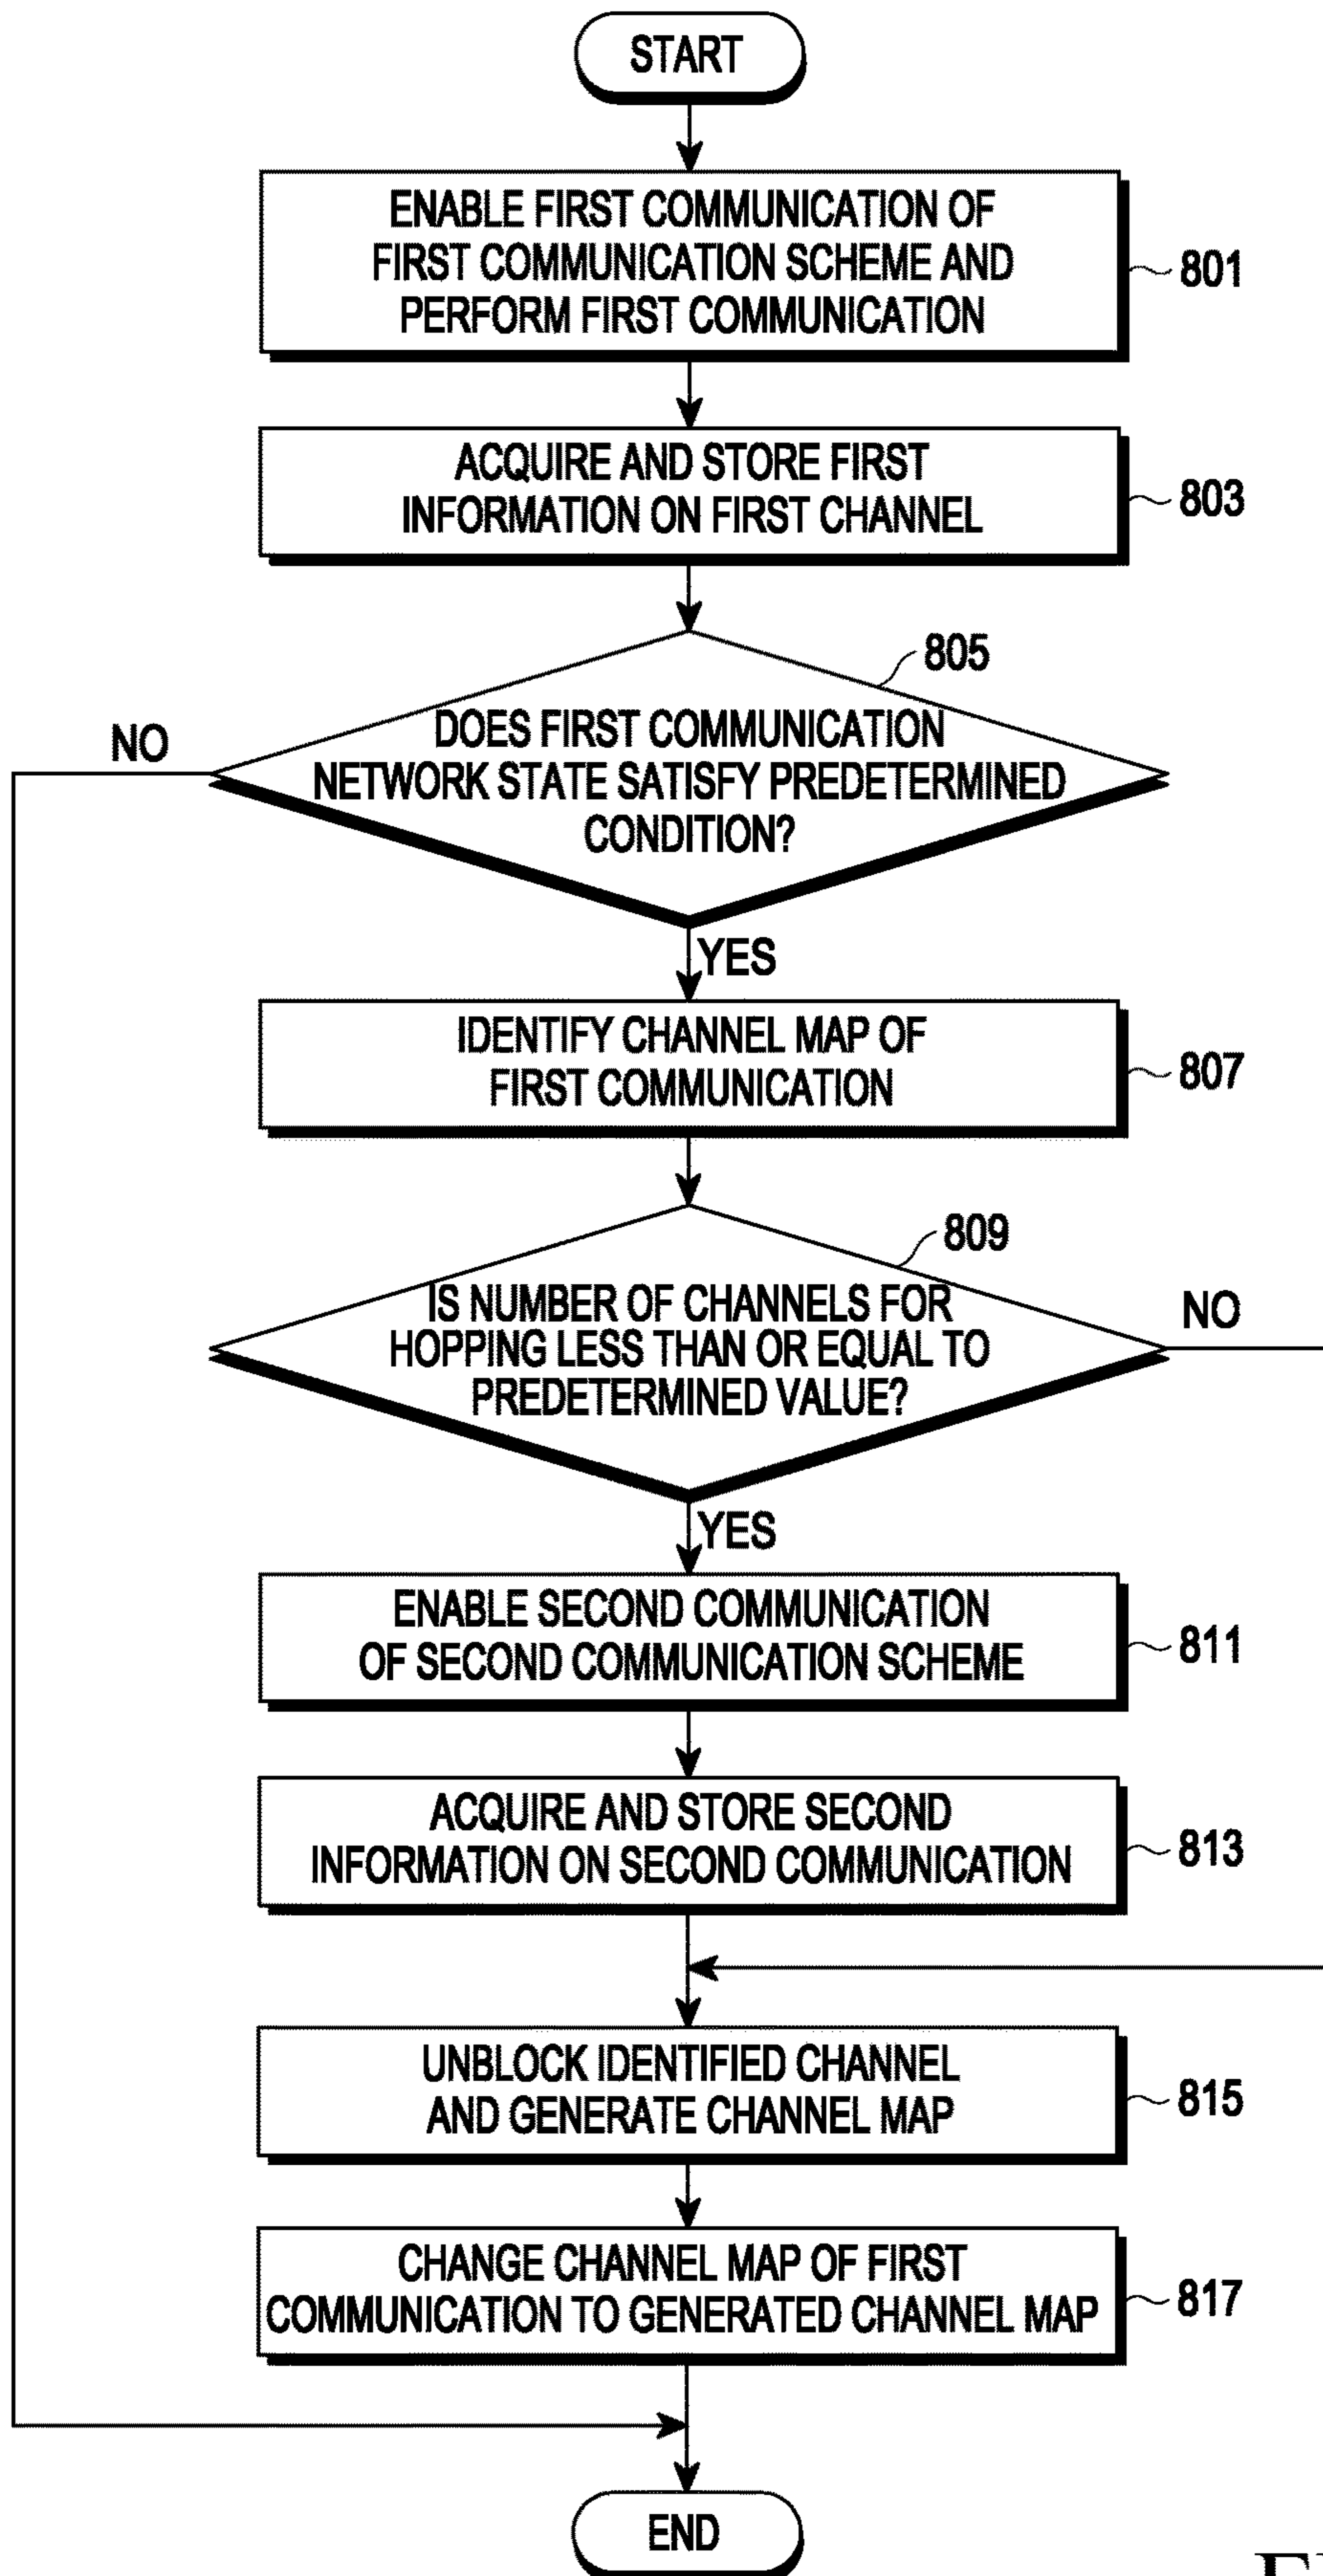 START
ENABLE FIRST COMMUNICATION OF
FIRST COMMUNICATION SCHEME AND
PERFORM FIRST COMMUNICATION
801
ACQUIRE AND STORE FIRST
INFORMATION ON FIRST CHANNEL
803
805
DOES FIRST COMMUNICATION
NETWORK STATE SATISFY PREDETERMINED
CONDITION?
NO
YES
IDENTIFY CHANNEL MAP OF
FIRST COMMUNICATION
807
809
IS NUMBER OF CHANNELS FOR
HOPPING LESS THAN OR EQUAL TO
PREDETERMINED VALUE?
NO
YES
ENABLE SECOND COMMUNICATION
OF SECOND COMMUNICATION SCHEME
811
ACQUIRE AND STORE SECOND
INFORMATION ON SECOND COMMUNICATION
813
UNBLOCK IDENTIFIED CHANNEL
AND GENERATE CHANNEL MAP
815
CHANGE CHANNEL MAP OF FIRST
COMMUNICATION TO GENERATED CHANNEL MAP
817
END